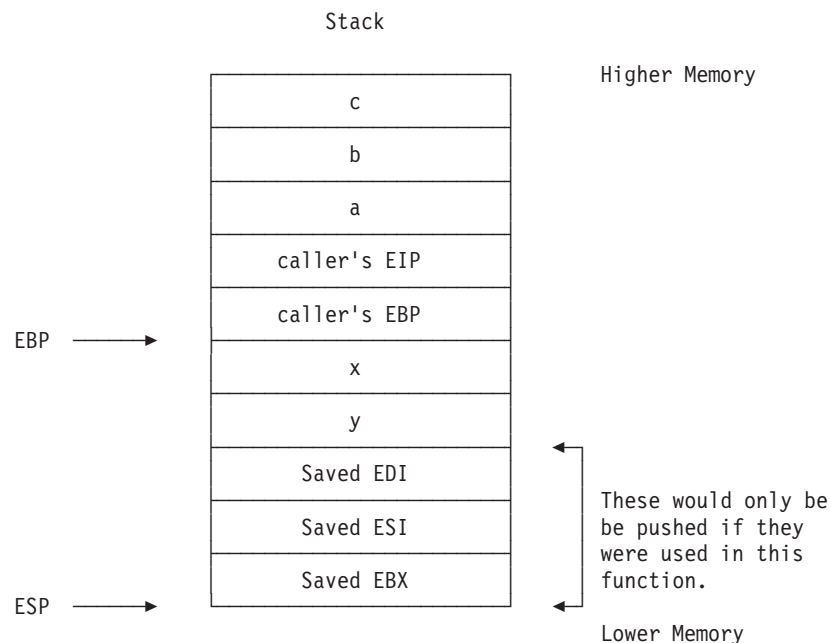 Stack
Higher Memory
c
b
a
caller's EIP
caller's EBP
EBP
x
y
Saved EDI
Saved ESI
Saved EBX
These would only be
be pushed if they
were used in this
function.
ESP
Lower Memory